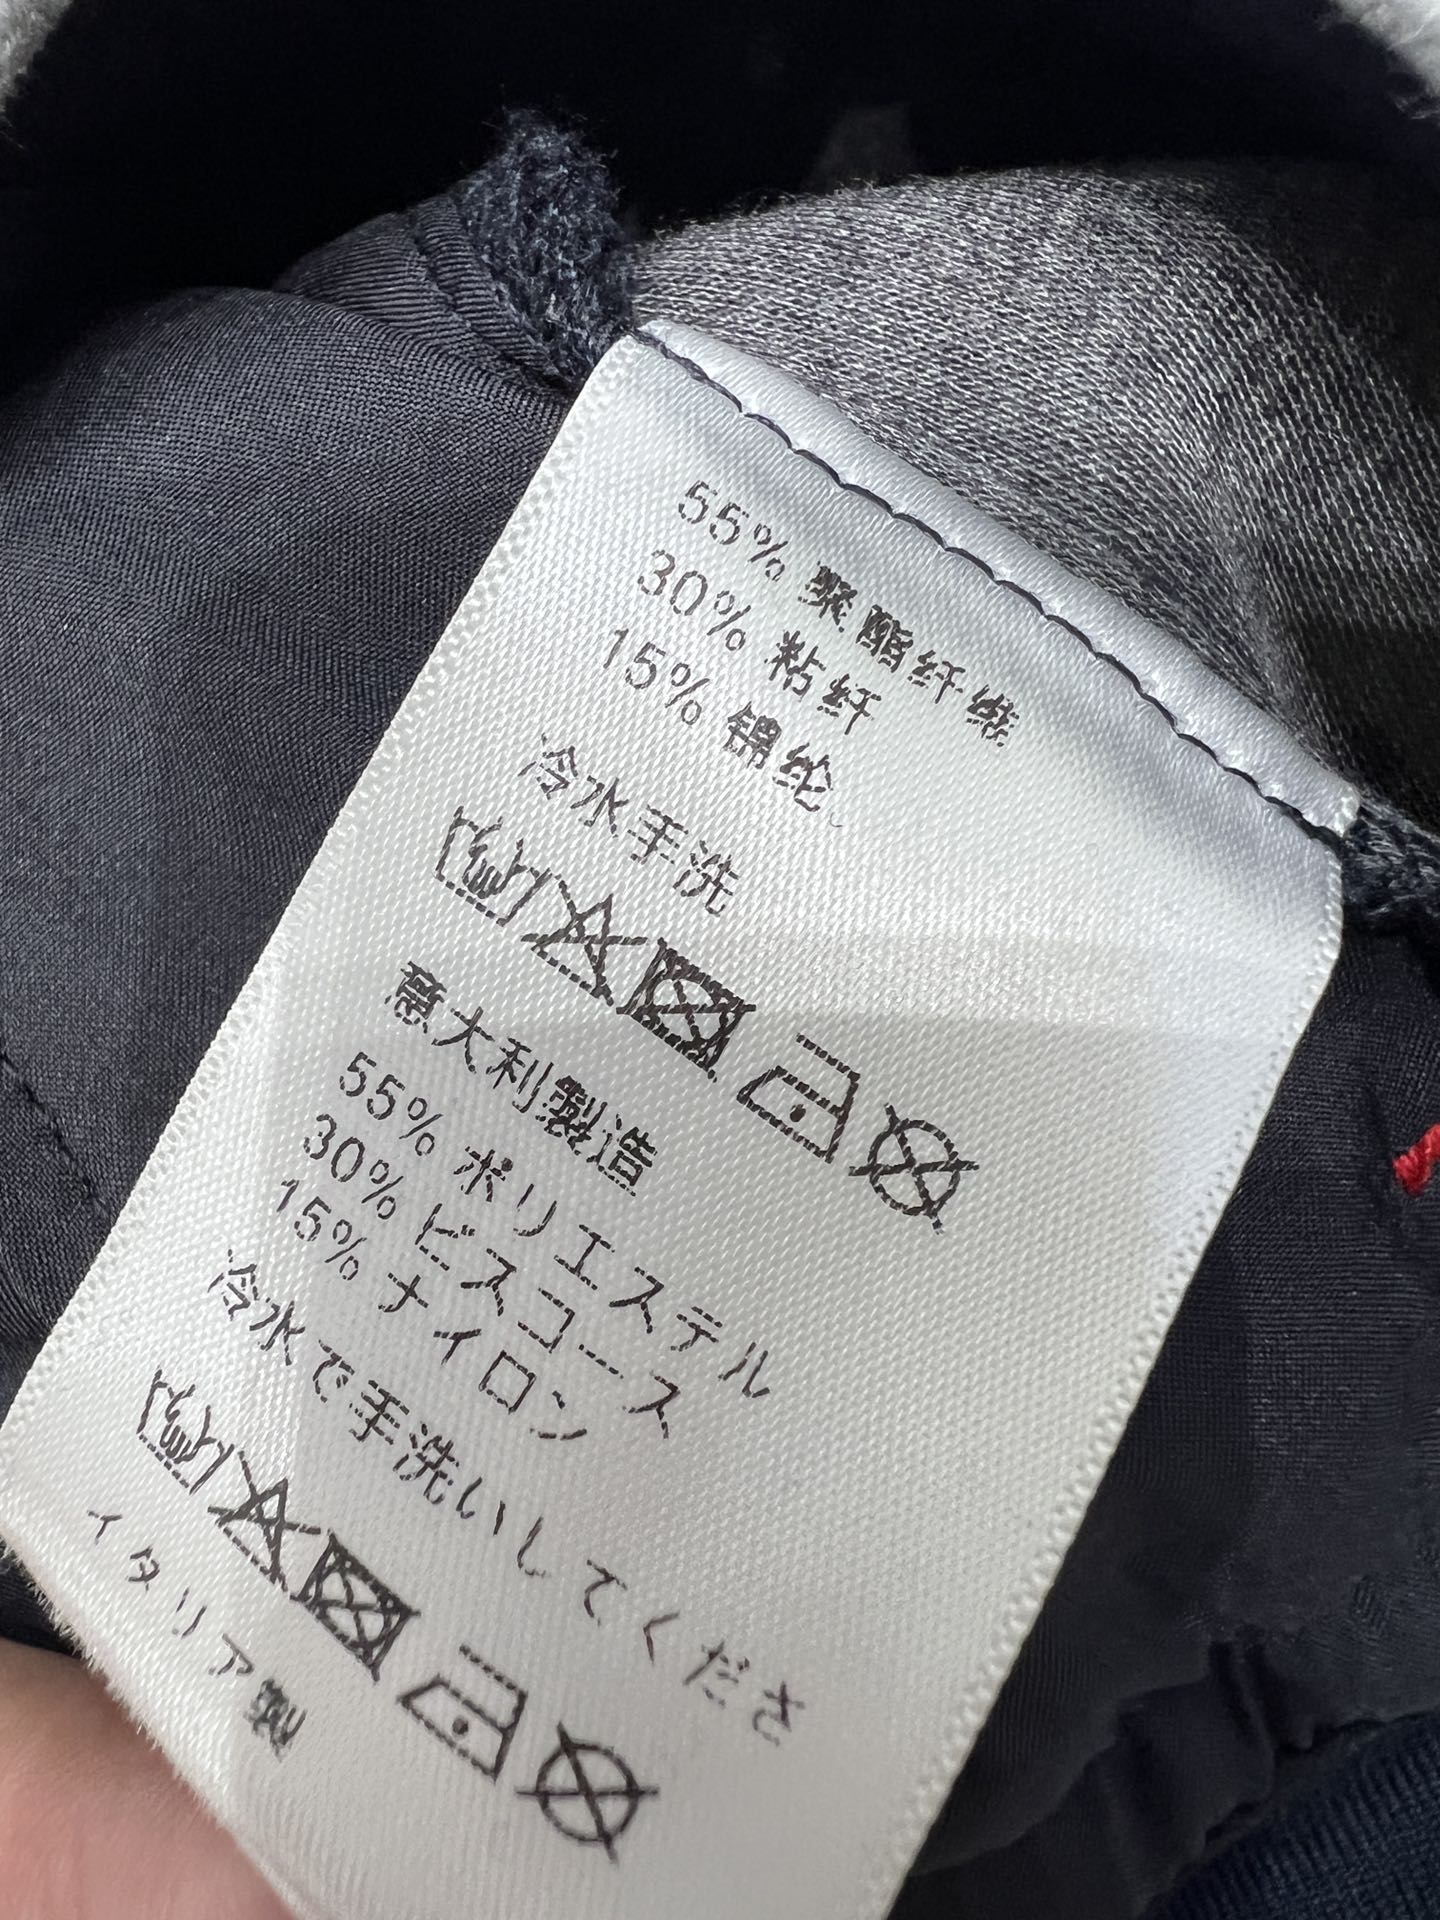 55% 聚酯纤维
30% 粘纤
15% 锦纶
冷水手洗
意大利製造
55% ポリエステル
30% ビスコース
15% ナイロン
冷水で手洗いしてくださ
イタリア製